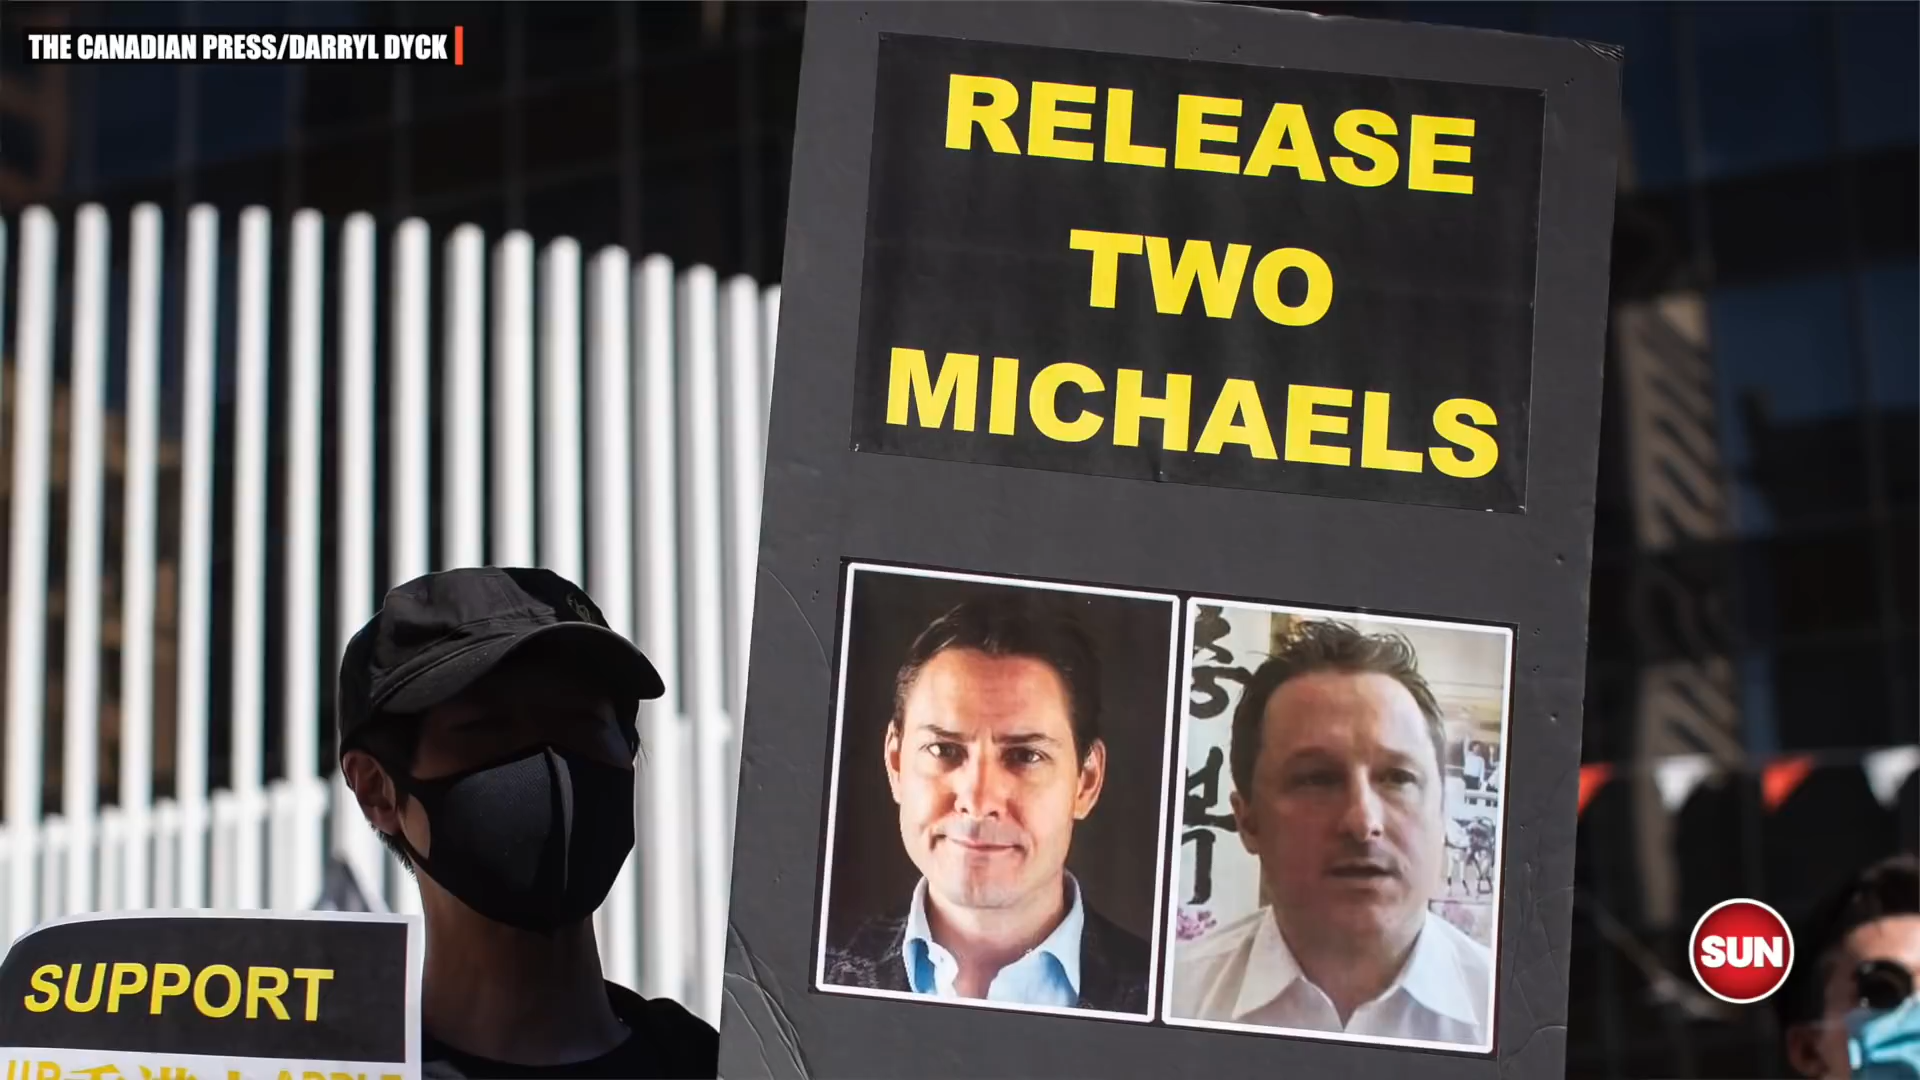 THE CANADIAN PRESS/DARRYL DYCK
RELEASE
TWO
MICHAELS
SUPPORT
SUN